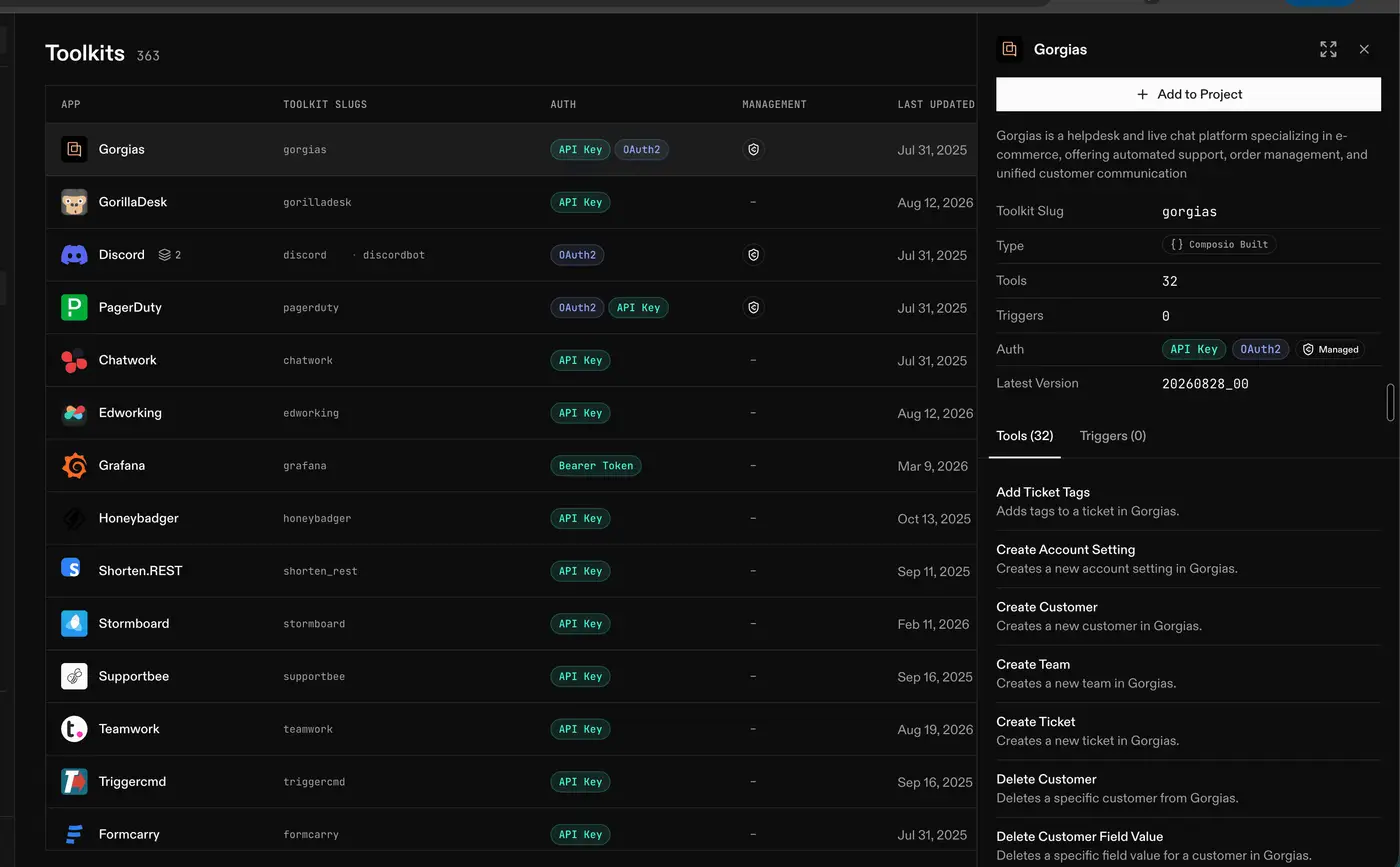 Toolkits 363
APP TOOLKIT SLUGS AUTH MANAGEMENT LAST UPDATED
Gorgias gorgias API Key OAuth2 Jul 31, 2025
GorillaDesk gorilladesk API Key – Aug 12, 2026
Discord 2 discord · discordbot OAuth2 Jul 31, 2025
PagerDuty pagerduty OAuth2 API Key Jul 31, 2025
Chatwork chatwork API Key – Jul 31, 2025
Edworking edworking API Key – Aug 12, 2026
Grafana grafana Bearer Token – Mar 9, 2026
Honeybadger honeybadger API Key – Oct 13, 2025
Shorten.REST shorten_rest API Key – Sep 11, 2025
Stormboard stormboard API Key – Feb 11, 2026
Supportbee supportbee API Key – Sep 16, 2025
Teamwork teamwork API Key – Aug 19, 2026
Triggercmd triggercmd API Key – Sep 16, 2025
Formcarry formcarry API Key – Jul 31, 2025
Gorgias
+ Add to Project
Gorgias is a helpdesk and live chat platform specializing in e-
commerce, offering automated support, order management, and
unified customer communication
Toolkit Slug gorgias
Type {} Composio Built
Tools 32
Triggers 0
Auth API Key OAuth2 Managed
Latest Version 20260828_00
Tools (32) Triggers (0)
Add Ticket Tags
Adds tags to a ticket in Gorgias.
Create Account Setting
Creates a new account setting in Gorgias.
Create Customer
Creates a new customer in Gorgias.
Create Team
Creates a new team in Gorgias.
Create Ticket
Creates a new ticket in Gorgias.
Delete Customer
Deletes a specific customer from Gorgias.
Delete Customer Field Value
Deletes a specific field value for a customer in Gorgias.